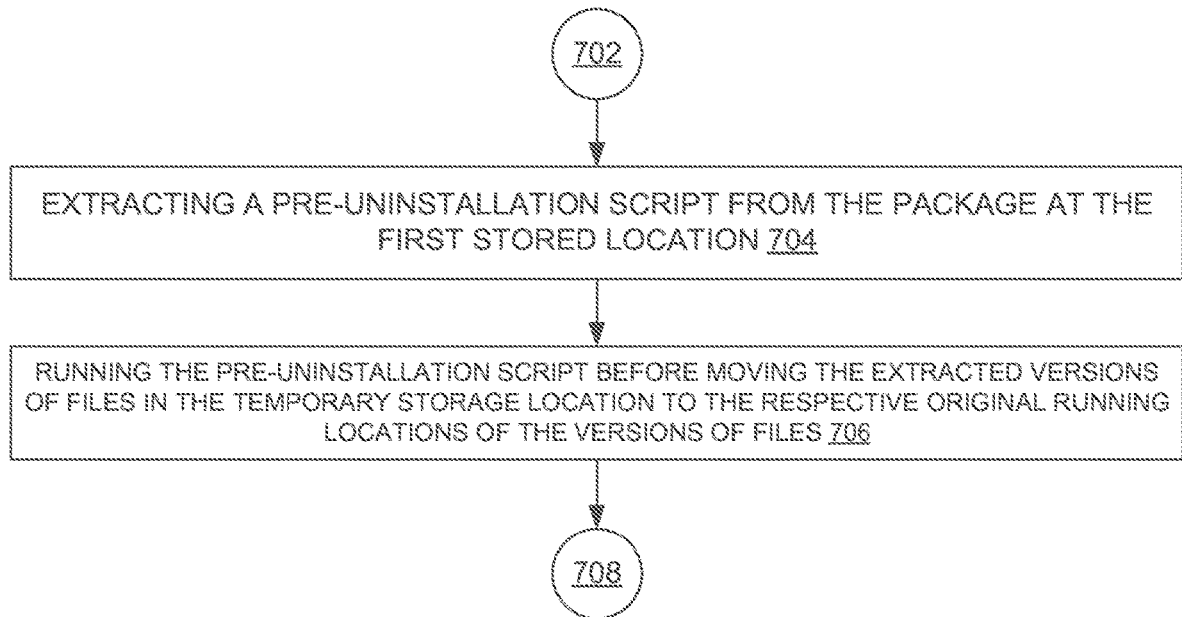 702
EXTRACTING A PRE-UNINSTALLATION SCRIPT FROM THE PACKAGE AT THE
FIRST STORED LOCATION 704
RUNNING THE PRE-UNINSTALLATION SCRIPT BEFORE MOVING THE EXTRACTED VERSIONS
OF FILES IN THE TEMPORARY STORAGE LOCATION TO THE RESPECTIVE ORIGINAL RUNNING
LOCATIONS OF THE VERSIONS OF FILES 706
708